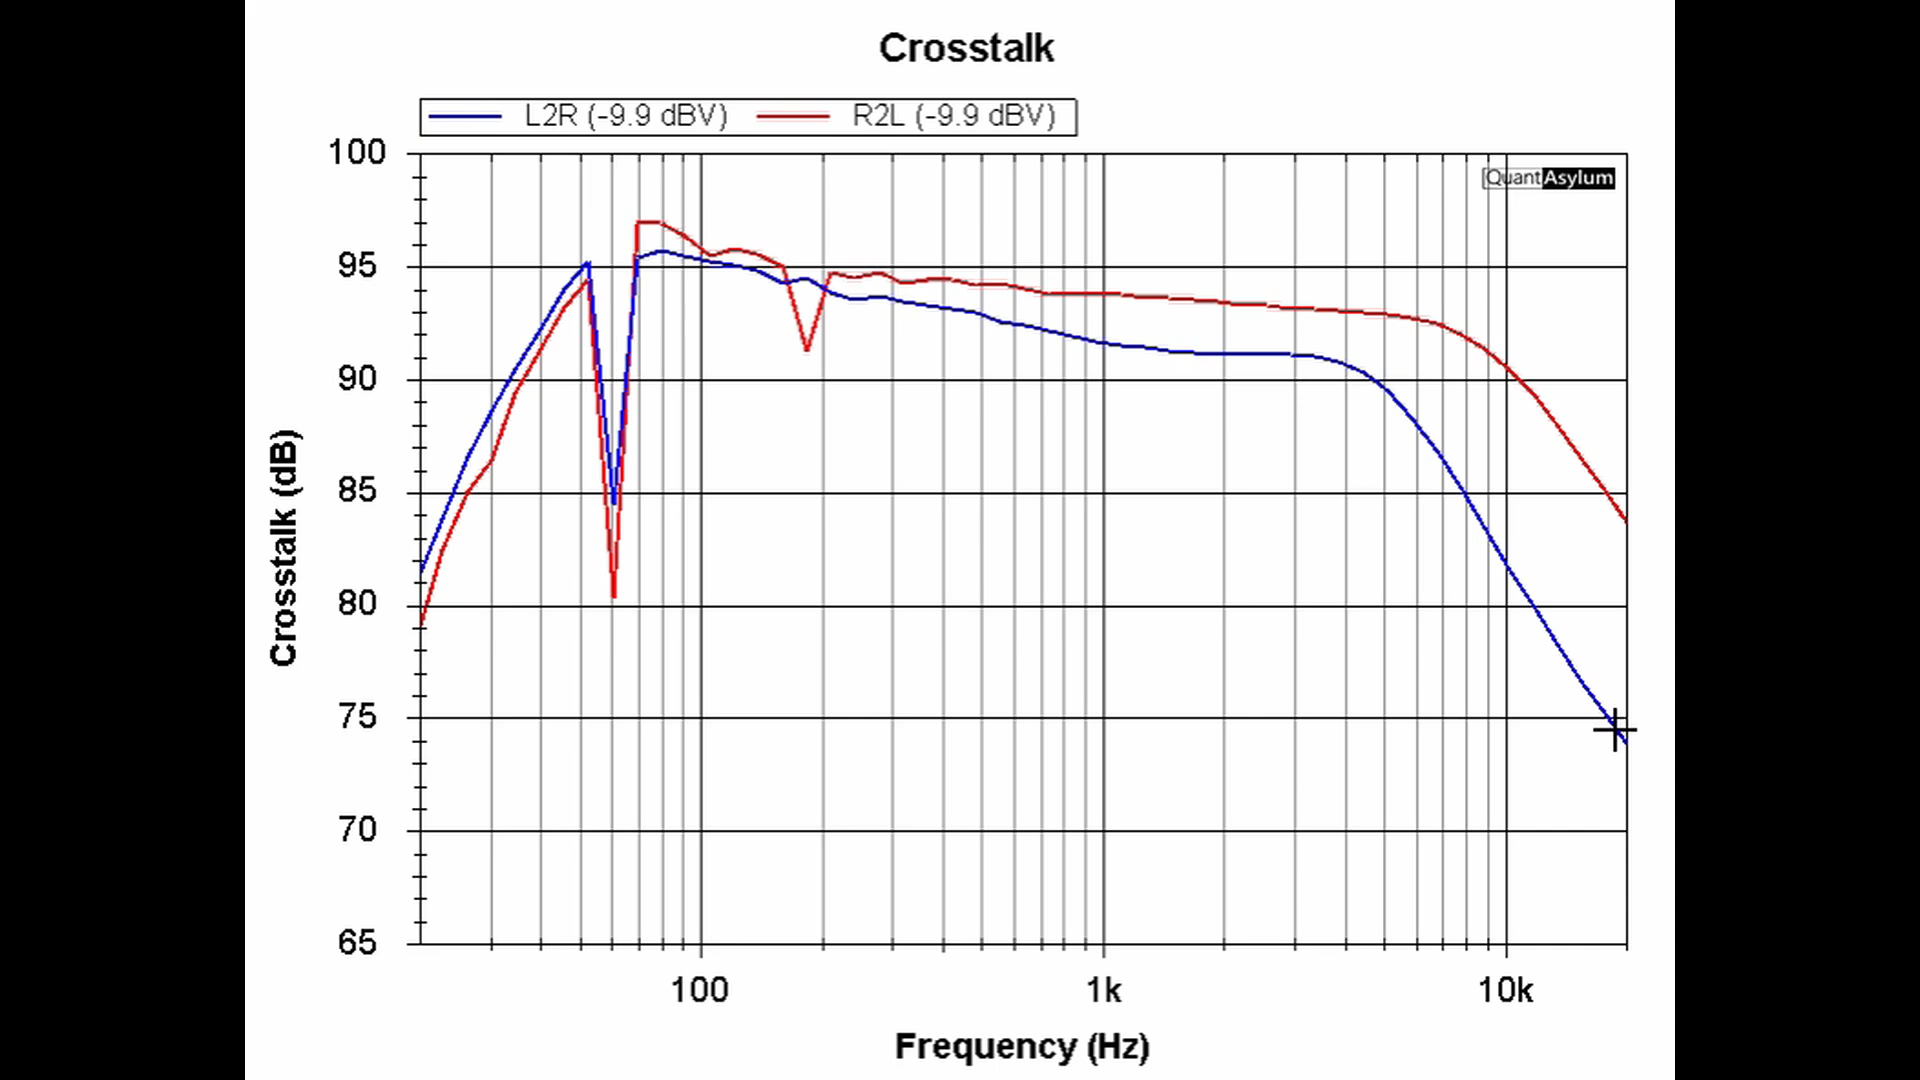 Crosstalk
L2R (-9.9 dBV) R2L (-9.9 dBV)
100
QuantAsylum
95
90
85
80
75
70
65
Crosstalk (dB)
100 1k 10k
Frequency (Hz)